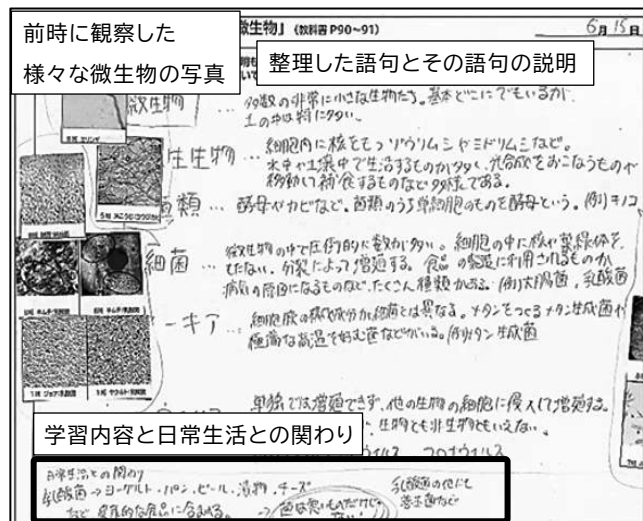 前時に観察した
様々な微生物の写真
微生物」(教科書 P90~91)
6月15日
整理した語句とその語句の説明
微生物 … 多数の非常に小さな生物たち。基本どこにでもいるが、
土の中は特に多い。
生生物 … 細胞内に核をもつゾウリムシやミドリムシなど。
水中や土壌中で生活するものが多い、光合成をおこなうものや
移動し捕食するものなど多様である。
菌類 … 酵母やカビなど。菌類のうち単細胞のものを酵母という。(例)キノコ
細菌 … 微生物の中で圧倒的に数が多い。細胞の中に核や葉緑体を
もたない。分裂によって増殖する。食品の製造に利用されるものか
病気の原因になるものなど、たくさん種類がある。(例)大腸菌、乳酸菌
ーキア … 細胞膜の構成成分が細菌とは異なる。メタンをつくるメタン生成菌や
極端な高温を好む菌などがいる。(例)メタン生成菌
単独では増殖できず、他の生物の細胞に侵入して増殖する。
生物とも非生物ともいえない。
学習内容と日常生活との関わり
日常生活との関わり
乳酸菌→ヨーグルト・パン・ビール・漬物・チーズ
など
乳酸菌の他にも